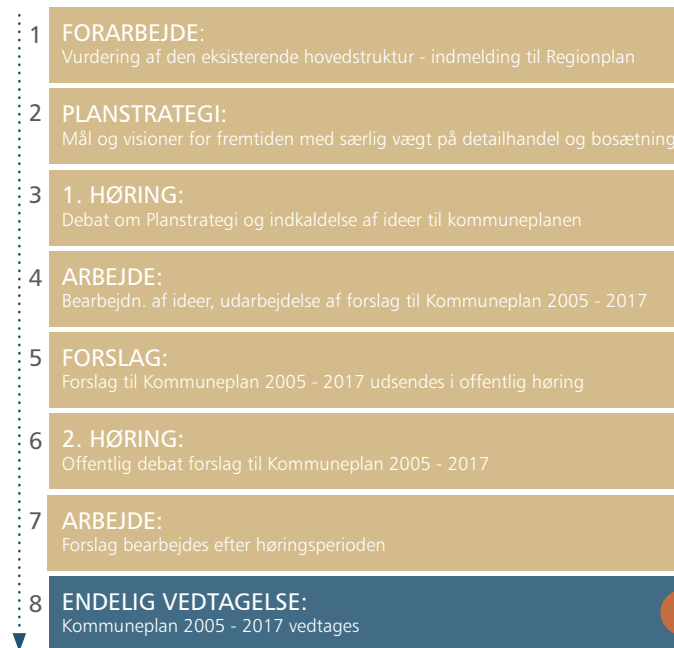 1 FORARBEJDE:
Vurdering af den eksisterende hovedstruktur - indmelding til Regionplan
2 PLANSTRATEGI:
Mål og visioner for fremtiden med særlig vægt på detailhandel og bosætning
3 1. HØRING:
Debat om Planstrategi og indkaldelse af ideer til kommuneplanen
4 ARBEJDE:
Bearbejdn. af ideer, udarbejdelse af forslag til Kommuneplan 2005 - 2017
5 FORSLAG:
Forslag til Kommuneplan 2005 - 2017 udsendes i offentlig høring
6 2. HØRING:
Offentlig debat forslag til Kommuneplan 2005 - 2017
7 ARBEJDE:
Forslag bearbejdes efter høringsperioden
8 ENDELIG VEDTAGELSE:
Kommuneplan 2005 - 2017 vedtages